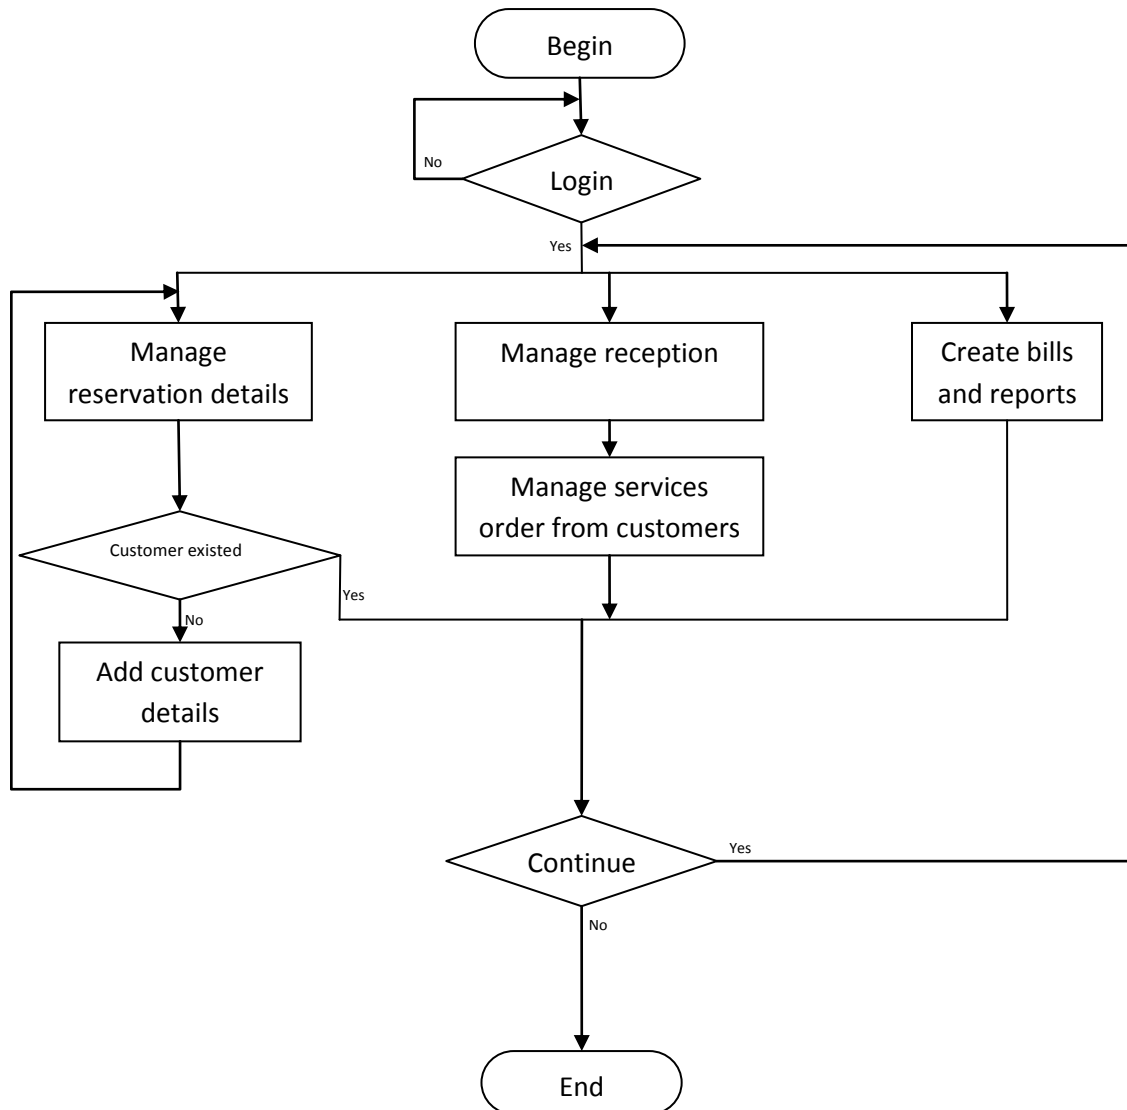 Begin
No
Login
Yes
Manage
reservation details
Manage reception
Create bills
and reports
Manage services
order from customers
Customer existed
Yes
No
Add customer
details
Continue
Yes
No
End